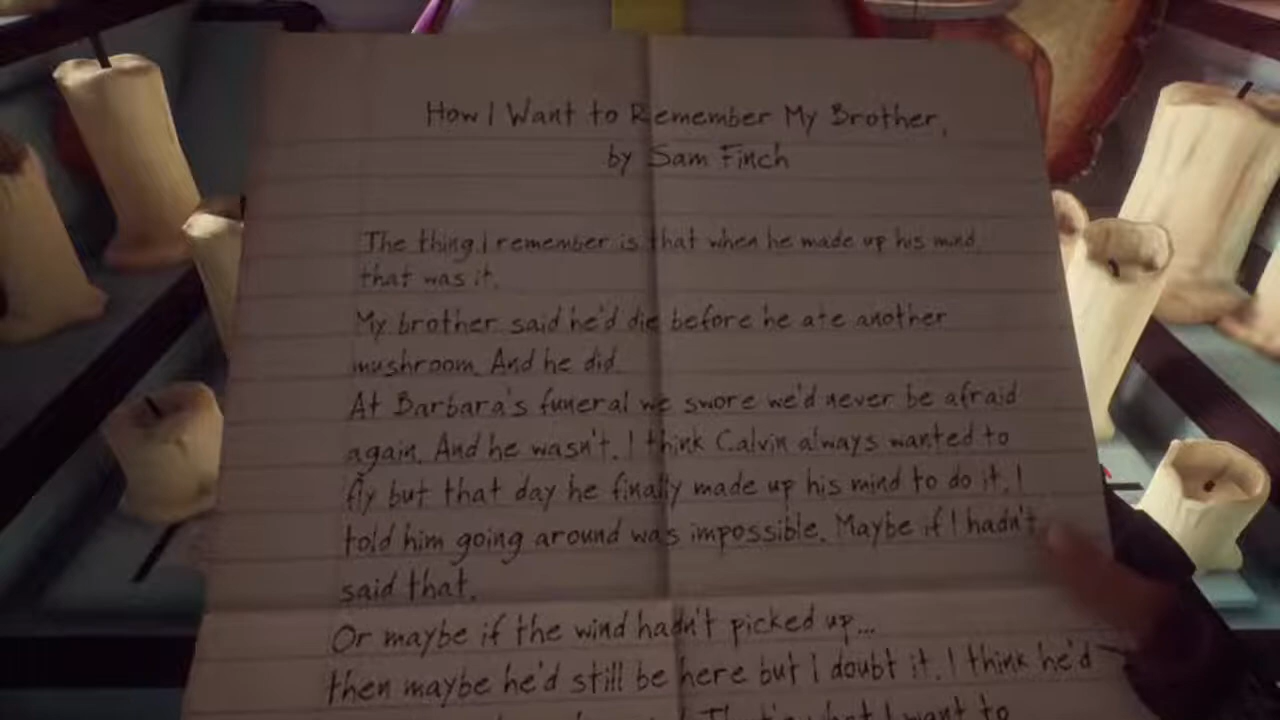 How I Want to Remember My Brother,
by Sam Finch
The thing I remember is that when he made up his mind
that was it.
My brother said he'd die before he ate another
mushroom. And he did.
At Barbara's funeral we swore we'd never be afraid
again. And he wasn't. I think Calvin always wanted to
fly but that day he finally made up his mind to do it. I
told him going around was impossible. Maybe if I hadn't
said that.
Or maybe if the wind hadn't picked up...
then maybe he'd still be here but I doubt it. I think he'd
what I want to